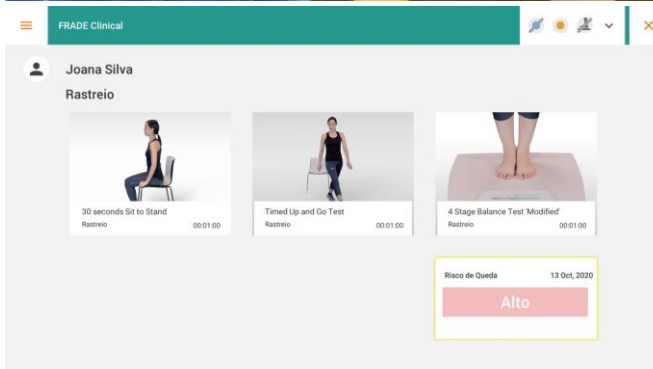 FRADE Clinical
Joana Silva
Rastreio
30 seconds Sit to Stand
Rastreio 00:01:00
Timed Up and Go Test
Rastreio 00:01:00
4 Stage Balance Test 'Modified'
Rastreio 00:01:00
Risco de Queda 13 Oct, 2020
Alto